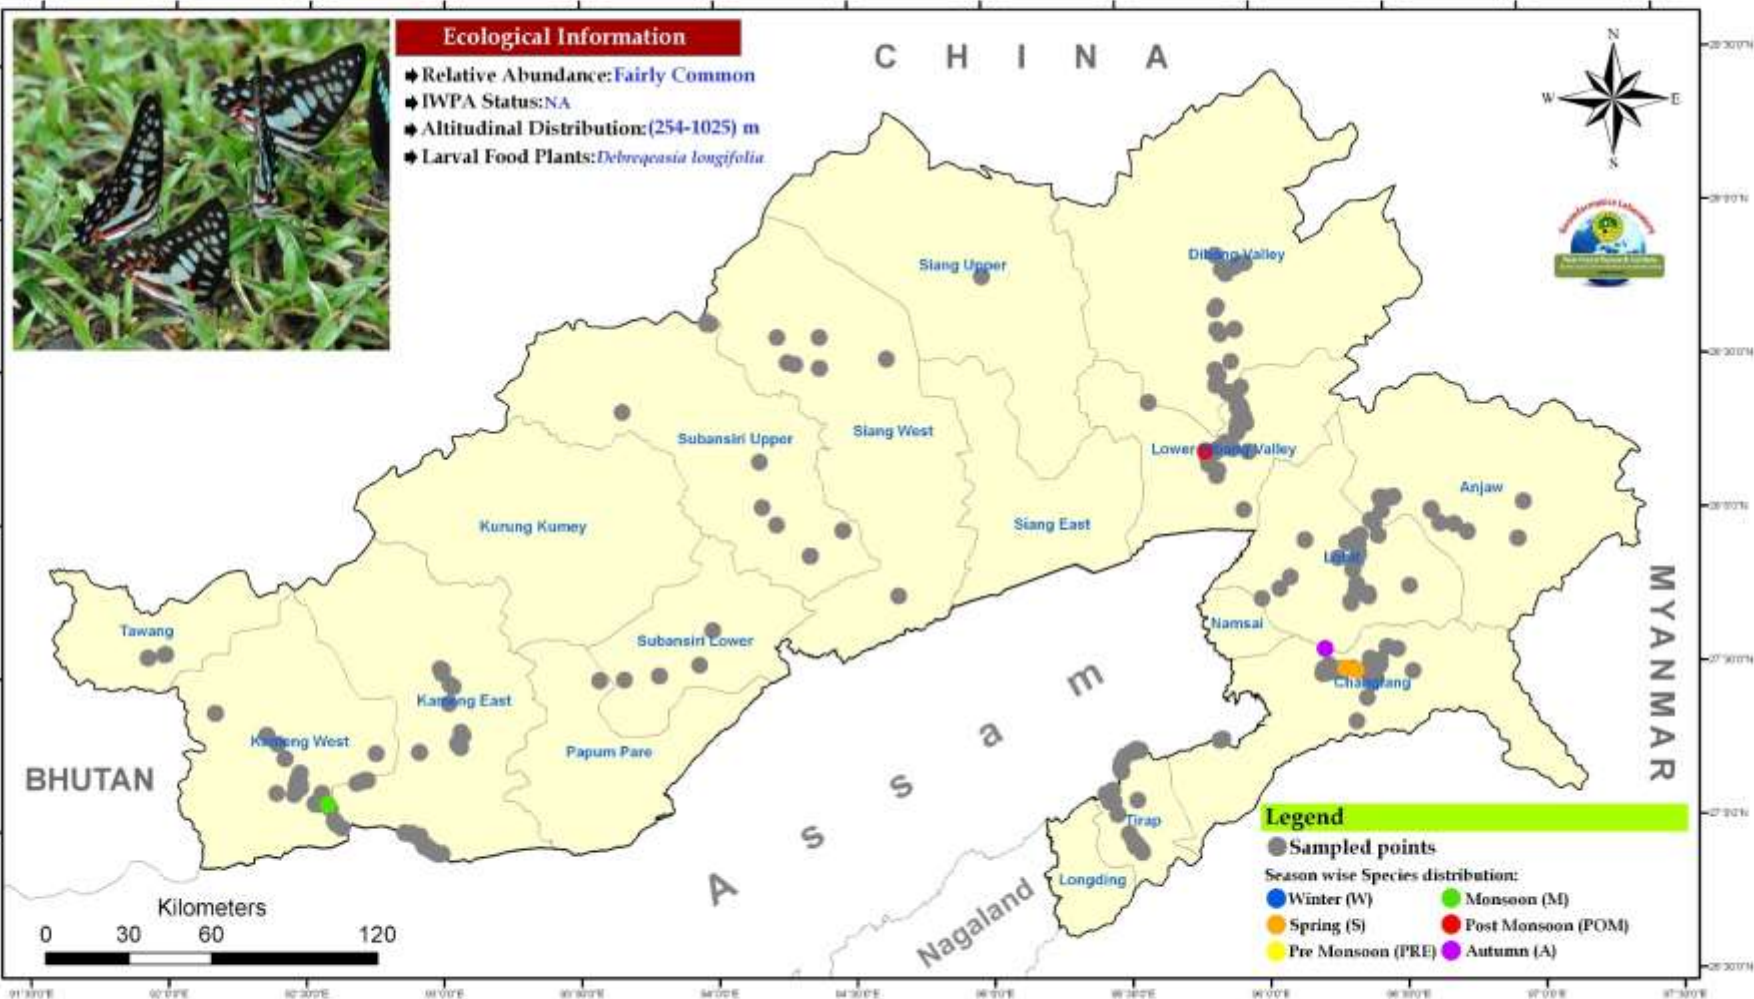 Ecological Information
Relative Abundance:Fairly Common
IWPA Status:NA
Altitudinal Distribution:(254-1025) m
Larval Food Plants:Debreqeasia longifolia
CHINA
N
W E
S
Siang Upper
Dibang Valley
Subansiri Upper
Siang West
Lower Dibang Valley
Anjaw
Kurung Kumey
Siang East
Lohit
Tawang
Subansiri Lower
Namsai
MYANMAR
Kameng East
Changlang
Kameng West
Papum Pare
BHUTAN
Assam
Tirap
Longding
Nagaland
Legend
Sampled points
Season wise Species distribution:
Winter (W)
Monsoon (M)
Spring (S)
Post Monsoon (POM)
Pre Monsoon (PRE)
Autumn (A)
Kilometers
0 30 60 120